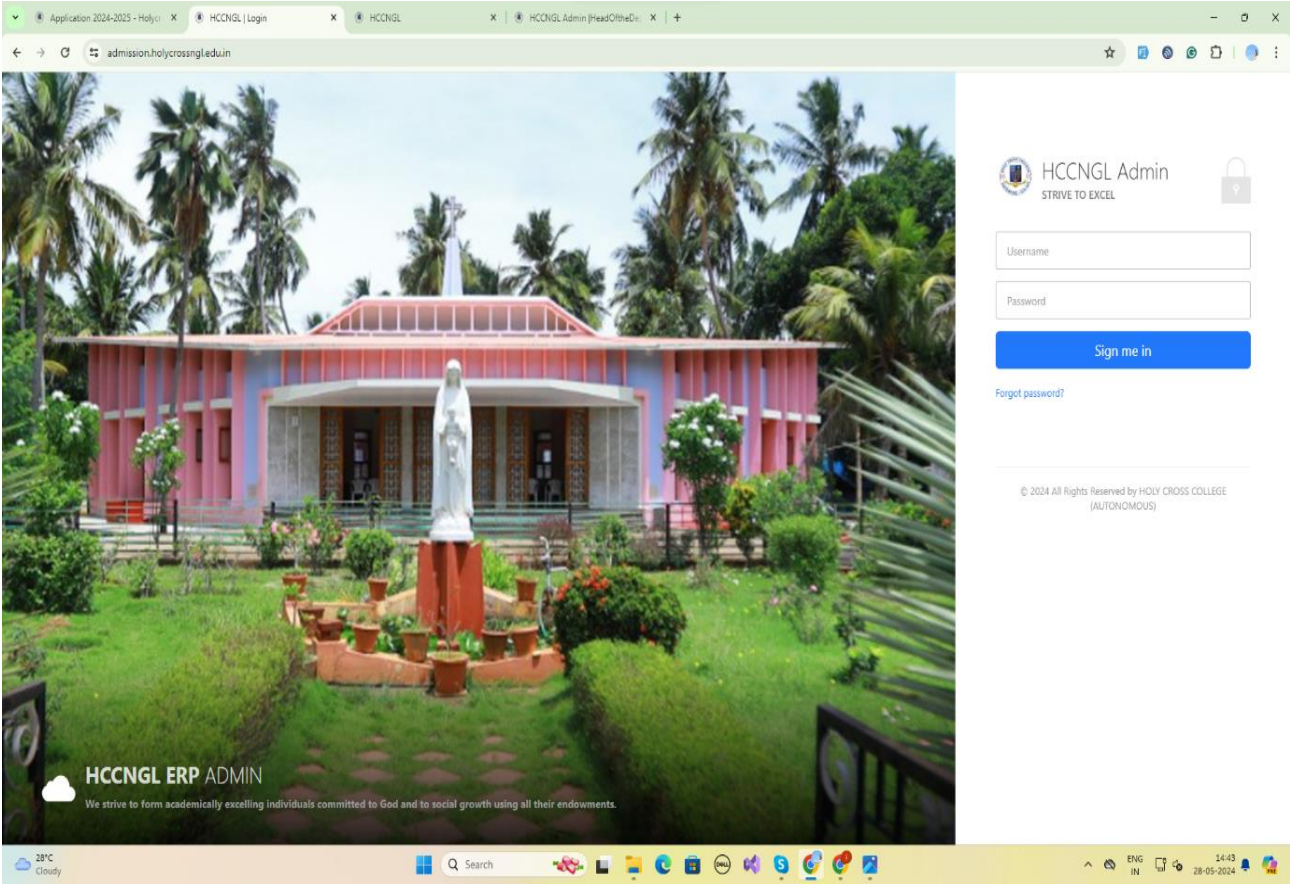 Application 2024-2025 - Holycr
HCCNGL | Login
HCCNGL
HCCNGL Admin |HeadOftheDe
admission.holycrossngl.edu.in
HCCNGL Admin
STRIVE TO EXCEL
Username
Password
Sign me in
Forgot password?
© 2024 All Rights Reserved by HOLY CROSS COLLEGE
(AUTONOMOUS)
HCCNGL ERP ADMIN
We strive to form academically excelling individuals committed to God and to social growth using all their endowments.
28°C
Cloudy
Search
DELL
ENG
IN
14:43
28-05-2024
PRE